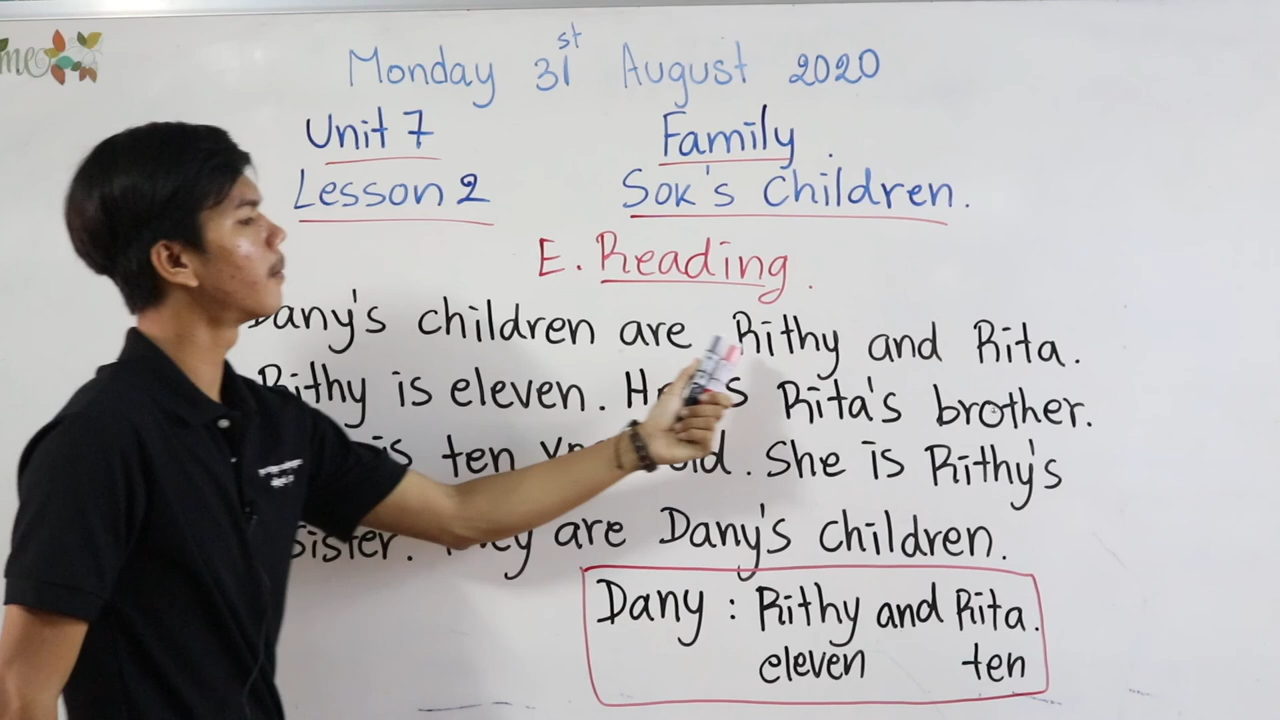 me
Monday 31st August 2020
Unit 7 Family
Lesson 2 Sok's children.
E. Reading.
Dany's children are Rithy and Rita.
Rithy is eleven. He is Rita's brother.
is ten years old. She is Rithy's
sister. They are Dany's children.
Dany : Rithy and Rita.
eleven ten